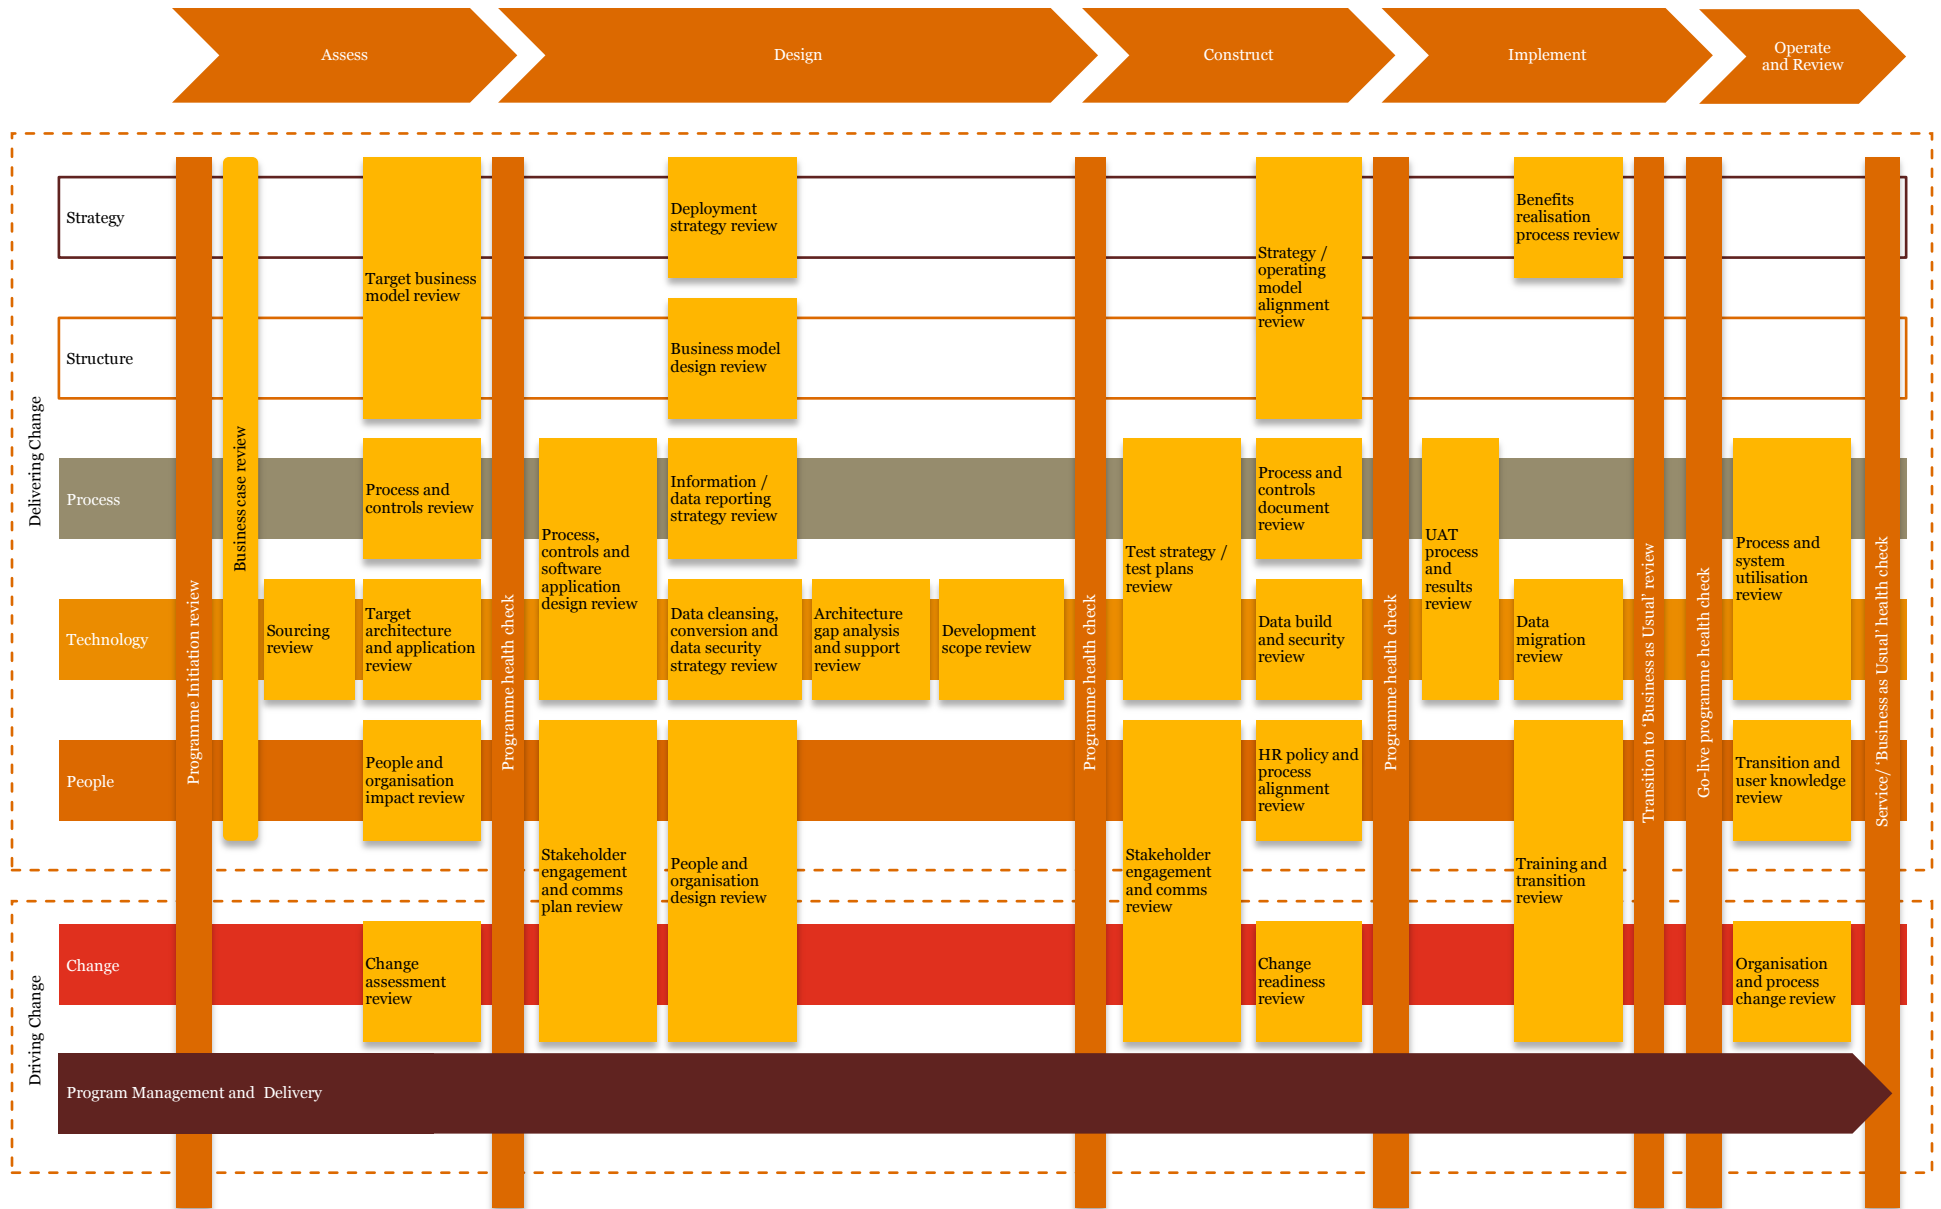 Assess
Design
Construct
Implement
Operate
and Review
Delivering Change
Strategy
Structure
Process
Technology
People
Driving Change
Change
Program Management and Delivery
Programme Initiation review
Business case review
Sourcing
review
Target business
model review
Process and
controls review
Target
architecture
and application
review
People and
organisation
impact review
Change
assessment
review
Programme health check
Process,
controls and
software
application
design review
Stakeholder
engagement
and comms
plan review
Deployment
strategy review
Business model
design review
Information /
data reporting
strategy review
Data cleansing,
conversion and
data security
strategy review
People and
organisation
design review
Architecture
gap analysis
and support
review
Development
scope review
Programme health check
Test strategy /
test plans
review
Stakeholder
engagement
and comms
review
Strategy /
operating
model
alignment
review
Process and
controls
document
review
Data build
and security
review
HR policy and
process
alignment
review
Change
readiness
review
Programme health check
UAT
process
and
results
review
Benefits
realisation
process review
Data
migration
review
Training and
transition
review
Transition to ‘Business as Usual’ review
Go-live programme health check
Process and
system
utilisation
review
Transition and
user knowledge
review
Organisation
and process
change review
Service/ ‘Business as Usual’ health check